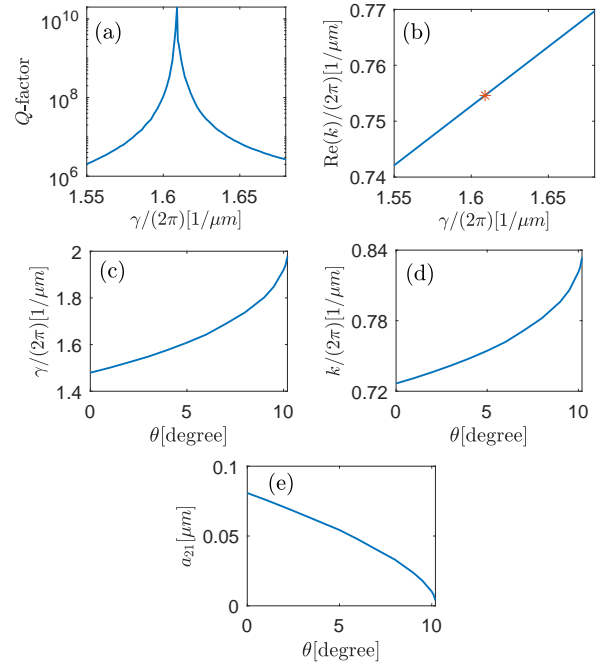 (a)
Q-factor
10^10
10^8
10^6
1.55
1.6
1.65
γ/(2π)[1/μm]
(b)
Re(k)/(2π)[1/μm]
0.77
0.76
0.75
0.74
1.55
1.6
1.65
γ/(2π)[1/μm]
(c)
γ/(2π)[1/μm]
2
1.8
1.6
1.4
0
5
10
θ[degree]
(d)
k/(2π)[1/μm]
0.84
0.78
0.72
0
5
10
θ[degree]
(e)
a_21[μm]
0.1
0.05
0
0
5
10
θ[degree]